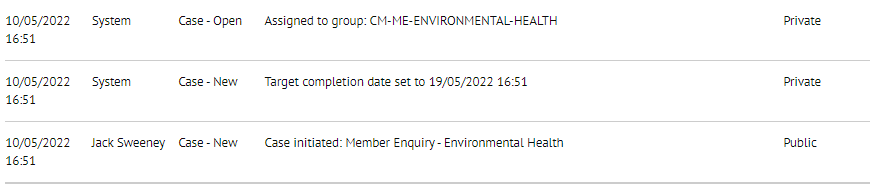 10/05/2022 System Case - Open Assigned to group: CM-ME-ENVIRONMENTAL-HEALTH Private
16:51
10/05/2022 System Case - New Target completion date set to 19/05/2022 16:51 Private
16:51
10/05/2022 Jack Sweeney Case - New Case initiated: Member Enquiry - Environmental Health Public
16:51